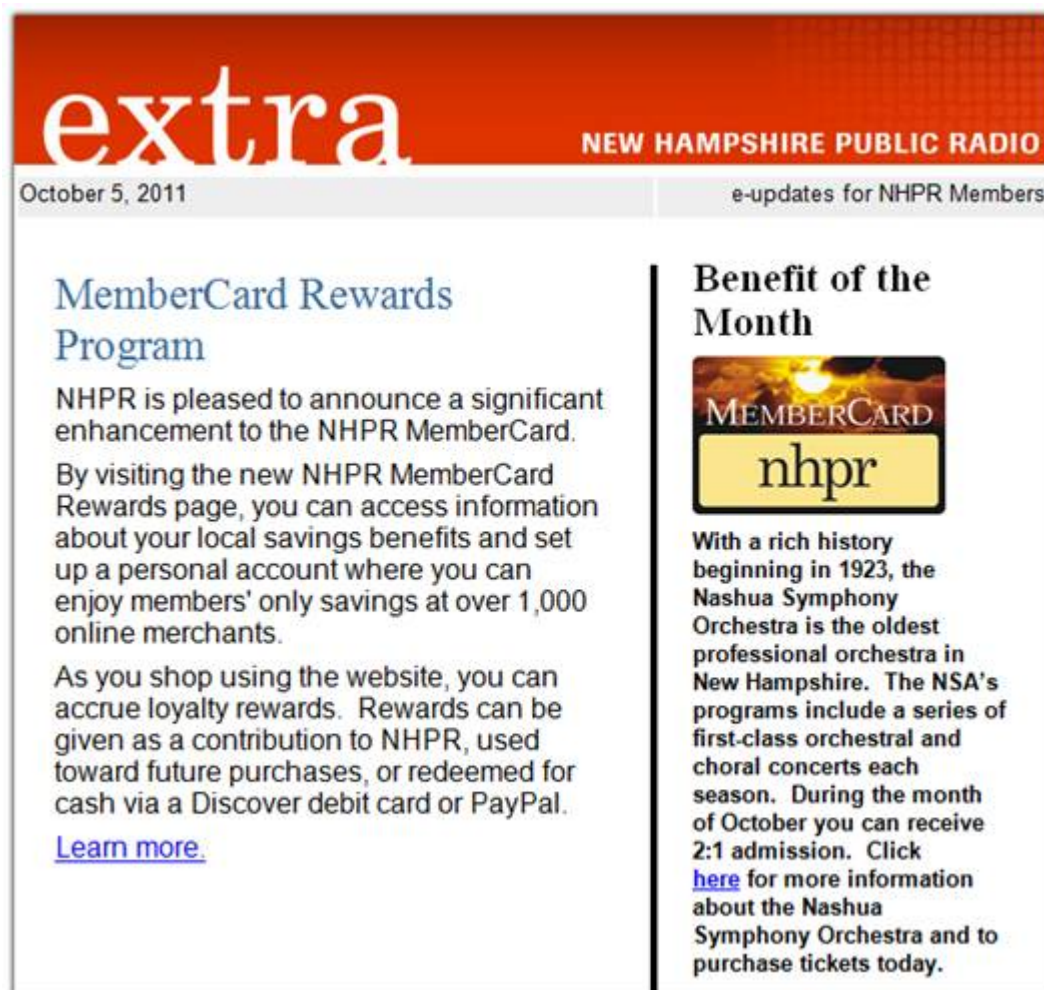 extra
NEW HAMPSHIRE PUBLIC RADIO
October 5, 2011
e-updates for NHPR Members
MemberCard Rewards
Program
NHPR is pleased to announce a significant
enhancement to the NHPR MemberCard.
By visiting the new NHPR MemberCard
Rewards page, you can access information
about your local savings benefits and set
up a personal account where you can
enjoy members' only savings at over 1,000
online merchants.
As you shop using the website, you can
accrue loyalty rewards.  Rewards can be
given as a contribution to NHPR, used
toward future purchases, or redeemed for
cash via a Discover debit card or PayPal.
Learn more.
Benefit of the
Month
MEMBERCARD
nhpr
With a rich history
beginning in 1923, the
Nashua Symphony
Orchestra is the oldest
professional orchestra in
New Hampshire.  The NSA's
programs include a series of
first-class orchestral and
choral concerts each
season.  During the month
of October you can receive
2:1 admission.  Click
here for more information
about the Nashua
Symphony Orchestra and to
purchase tickets today.